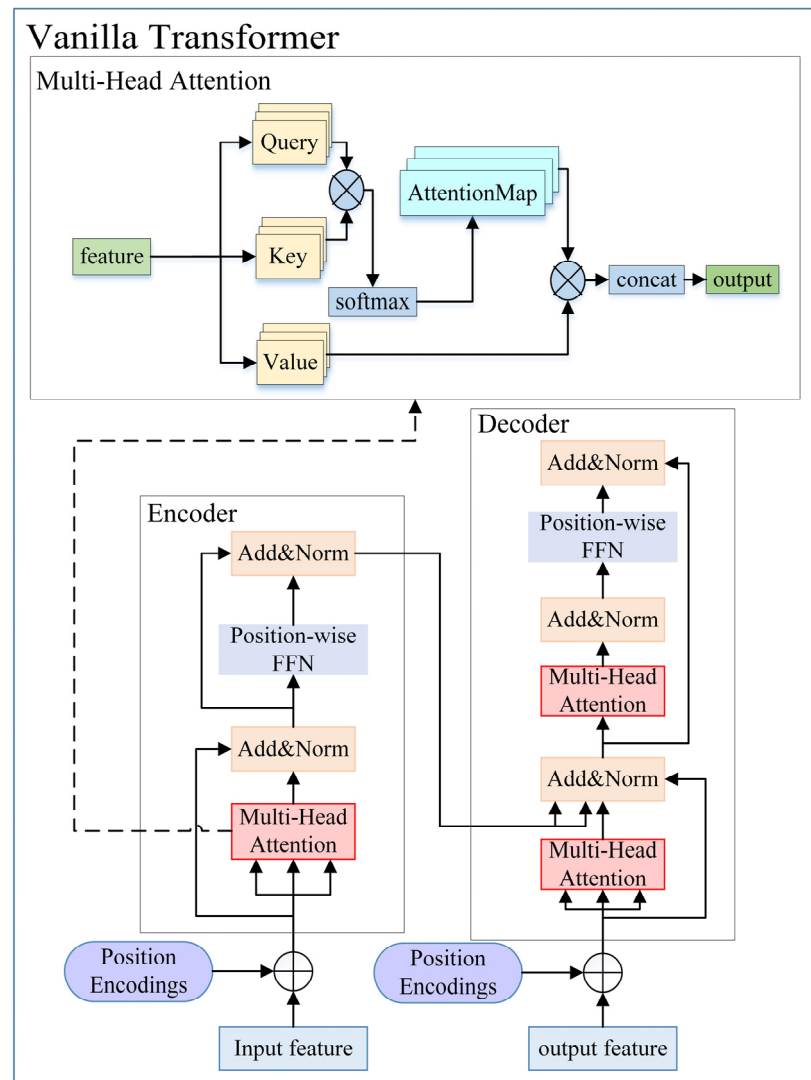 Vanilla Transformer
Multi-Head Attention
Query
AttentionMap
feature
Key
softmax
concat
output
Value
Encoder
Add&Norm
Position-wise
FFN
Add&Norm
Multi-Head
Attention
Position
Encodings
Input feature
Decoder
Add&Norm
Position-wise
FFN
Add&Norm
Multi-Head
Attention
Add&Norm
Multi-Head
Attention
Position
Encodings
output feature